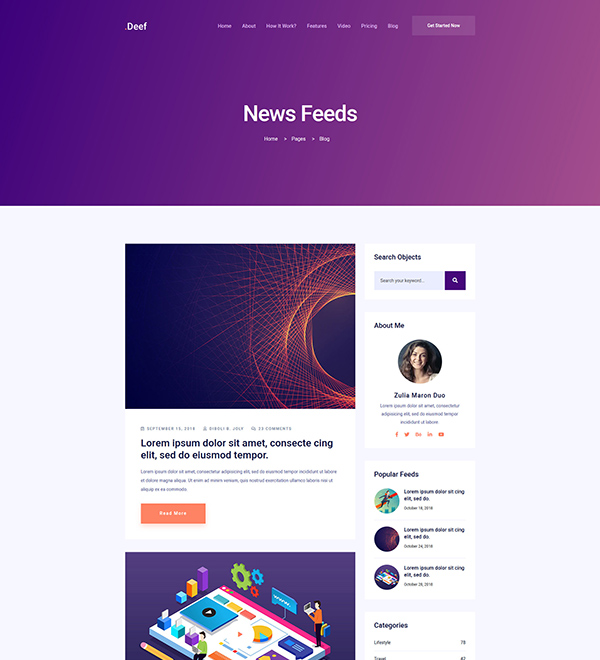 .Deef
Home About How It Work? Features Video Pricing Blog Get Started Now
News Feeds
Home > Pages > Blog
SEPTEMBER 15, 2018 DIBOLI B. JOLY 23 COMMENTS
Lorem ipsum dolor sit amet, consecte cing
elit, sed do eiusmod tempor.
Lorem ipsum dolor sit amet, consectetur adipisicing elit, sed do eiusmod tempor incididunt ut labore
et dolore magna aliqua. Ut enim ad minim veniam, quis nostrud exercitation ullamco laboris nisi ut
aliquip ex ea commodo.
Read More
WWW.
Search Objects
Search your keyword...
About Me
Zulia Maron Duo
Lorem ipsum dolor sit amet, consectetur
adipisicing elit, sed do eiusmod tempor
incididunt ut labore
Popular Feeds
Lorem ipsum dolor sit cing
elit, sed do.
October 18, 2018
Lorem ipsum dolor sit cing
elit, sed do.
October 24, 2018
Lorem ipsum dolor sit cing
elit, sed do.
October 28, 2018
Categories
Lifestyle 78
Travel